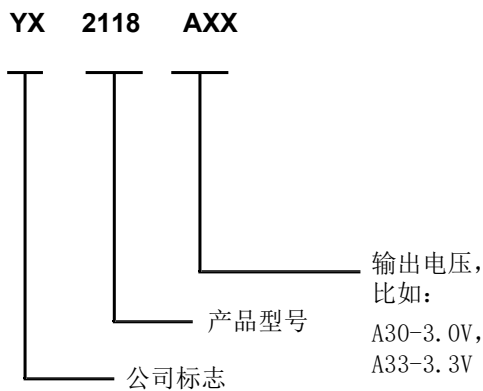 YX 2118 AXX
输出电压，
比如：
A30-3.0V，
A33-3.3V
产品型号
公司标志